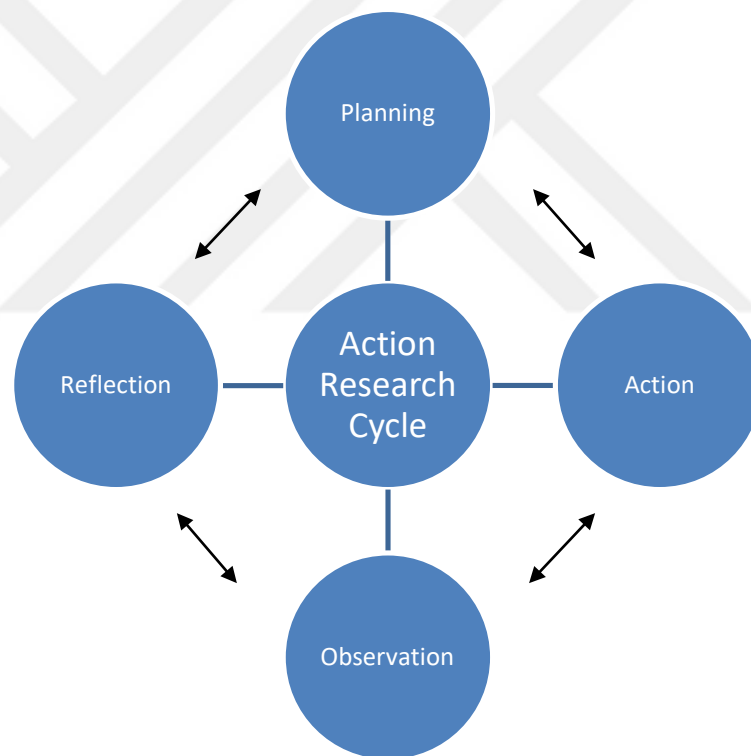 Planning
Reflection
Action
Research
Cycle
Action
Observation